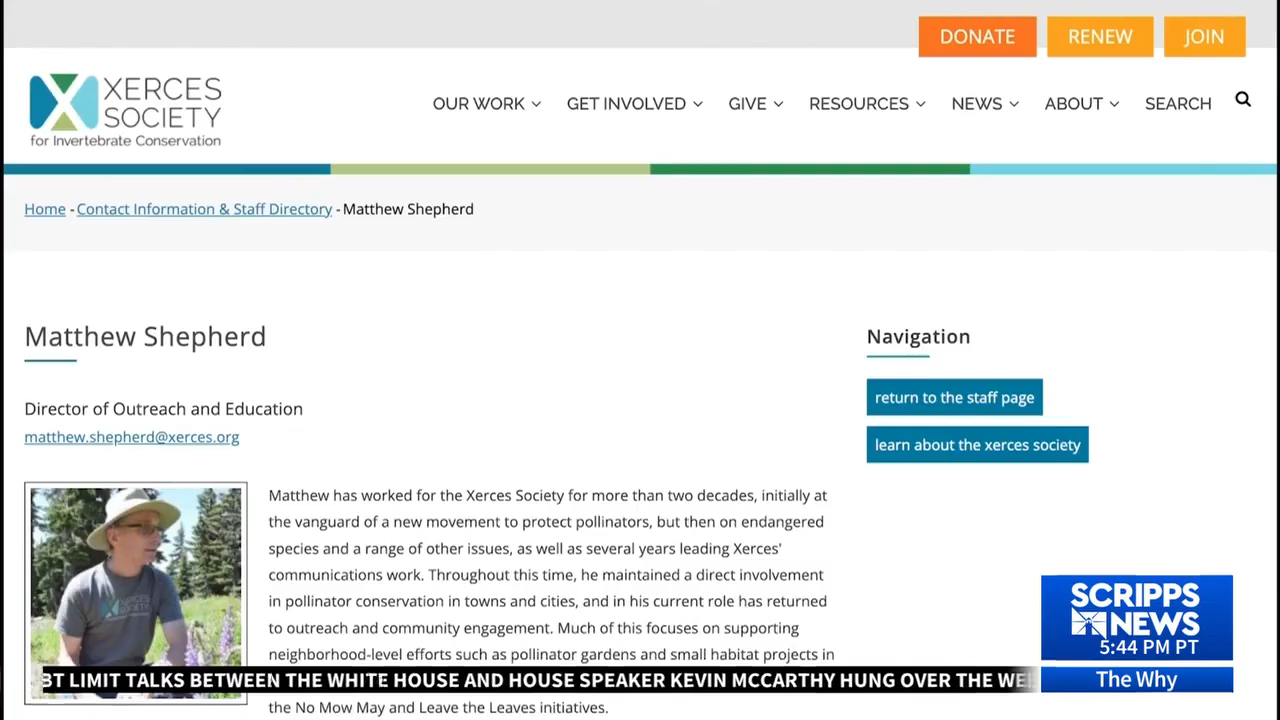 DONATE
RENEW
JOIN
XERCES
SOCIETY
for Invertebrate Conservation
OUR WORK
GET INVOLVED
GIVE
RESOURCES
NEWS
ABOUT
SEARCH
Home - Contact Information & Staff Directory - Matthew Shepherd
Matthew Shepherd
Director of Outreach and Education
matthew.shepherd@xerces.org
Matthew has worked for the Xerces Society for more than two decades, initially at
the vanguard of a new movement to protect pollinators, but then on endangered
species and a range of other issues, as well as several years leading Xerces'
communications work. Throughout this time, he maintained a direct involvement
in pollinator conservation in towns and cities, and in his current role has returned
to outreach and community engagement. Much of this focuses on supporting
neighborhood-level efforts such as pollinator gardens and small habitat projects in
the No Mow May and Leave the Leaves initiatives.
Navigation
return to the staff page
learn about the xerces society
XERCES
SOCIETY
SCRIPPS
NEWS
5:44 PM PT
The Why
BT LIMIT TALKS BETWEEN THE WHITE HOUSE AND HOUSE SPEAKER KEVIN MCCARTHY HUNG OVER THE